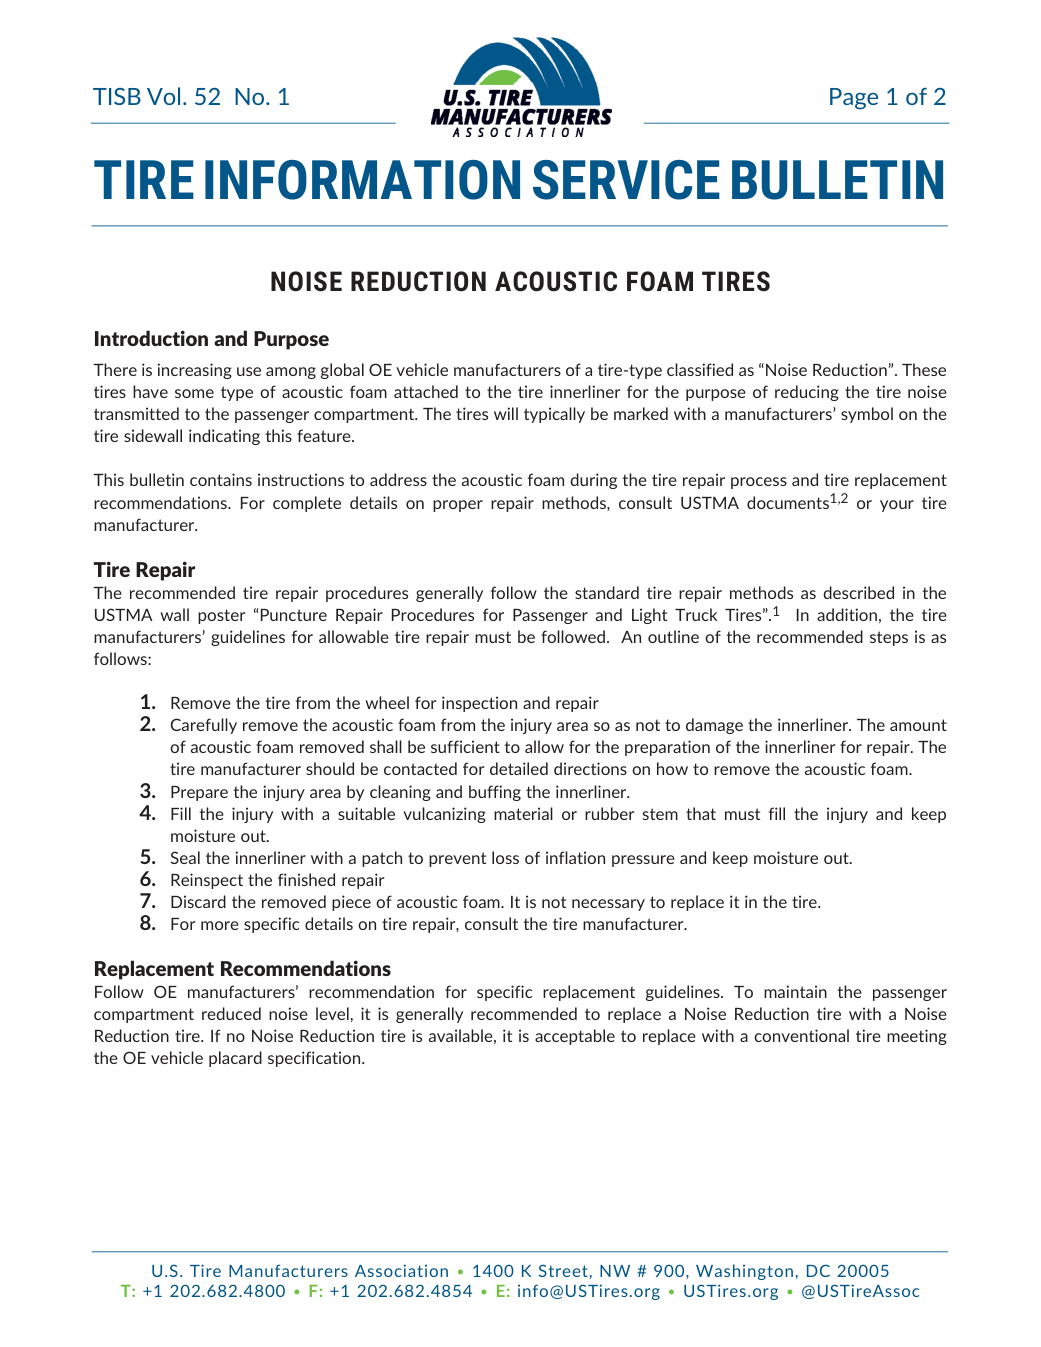 TISB Vol. 52 No. 1
U.S. TIRE
MANUFACTURERS
ASSOCIATION
Page 1 of 2
TIRE INFORMATION SERVICE BULLETIN
NOISE REDUCTION ACOUSTIC FOAM TIRES
Introduction and Purpose
There is increasing use among global OE vehicle manufacturers of a tire-type classified as “Noise Reduction”. These
tires have some type of acoustic foam attached to the tire innerliner for the purpose of reducing the tire noise
transmitted to the passenger compartment. The tires will typically be marked with a manufacturers’ symbol on the
tire sidewall indicating this feature.
This bulletin contains instructions to address the acoustic foam during the tire repair process and tire replacement
recommendations. For complete details on proper repair methods, consult USTMA documents1,2 or your tire
manufacturer.
Tire Repair
The recommended tire repair procedures generally follow the standard tire repair methods as described in the
USTMA wall poster “Puncture Repair Procedures for Passenger and Light Truck Tires”.1 In addition, the tire
manufacturers’ guidelines for allowable tire repair must be followed. An outline of the recommended steps is as
follows:
1. Remove the tire from the wheel for inspection and repair
2. Carefully remove the acoustic foam from the injury area so as not to damage the innerliner. The amount
of acoustic foam removed shall be sufficient to allow for the preparation of the innerliner for repair. The
tire manufacturer should be contacted for detailed directions on how to remove the acoustic foam.
3. Prepare the injury area by cleaning and buffing the innerliner.
4. Fill the injury with a suitable vulcanizing material or rubber stem that must fill the injury and keep
moisture out.
5. Seal the innerliner with a patch to prevent loss of inflation pressure and keep moisture out.
6. Reinspect the finished repair
7. Discard the removed piece of acoustic foam. It is not necessary to replace it in the tire.
8. For more specific details on tire repair, consult the tire manufacturer.
Replacement Recommendations
Follow OE manufacturers’ recommendation for specific replacement guidelines. To maintain the passenger
compartment reduced noise level, it is generally recommended to replace a Noise Reduction tire with a Noise
Reduction tire. If no Noise Reduction tire is available, it is acceptable to replace with a conventional tire meeting
the OE vehicle placard specification.
U.S. Tire Manufacturers Association • 1400 K Street, NW # 900, Washington, DC 20005
T: +1 202.682.4800 • F: +1 202.682.4854 • E: info@USTires.org • USTires.org • @USTireAssoc